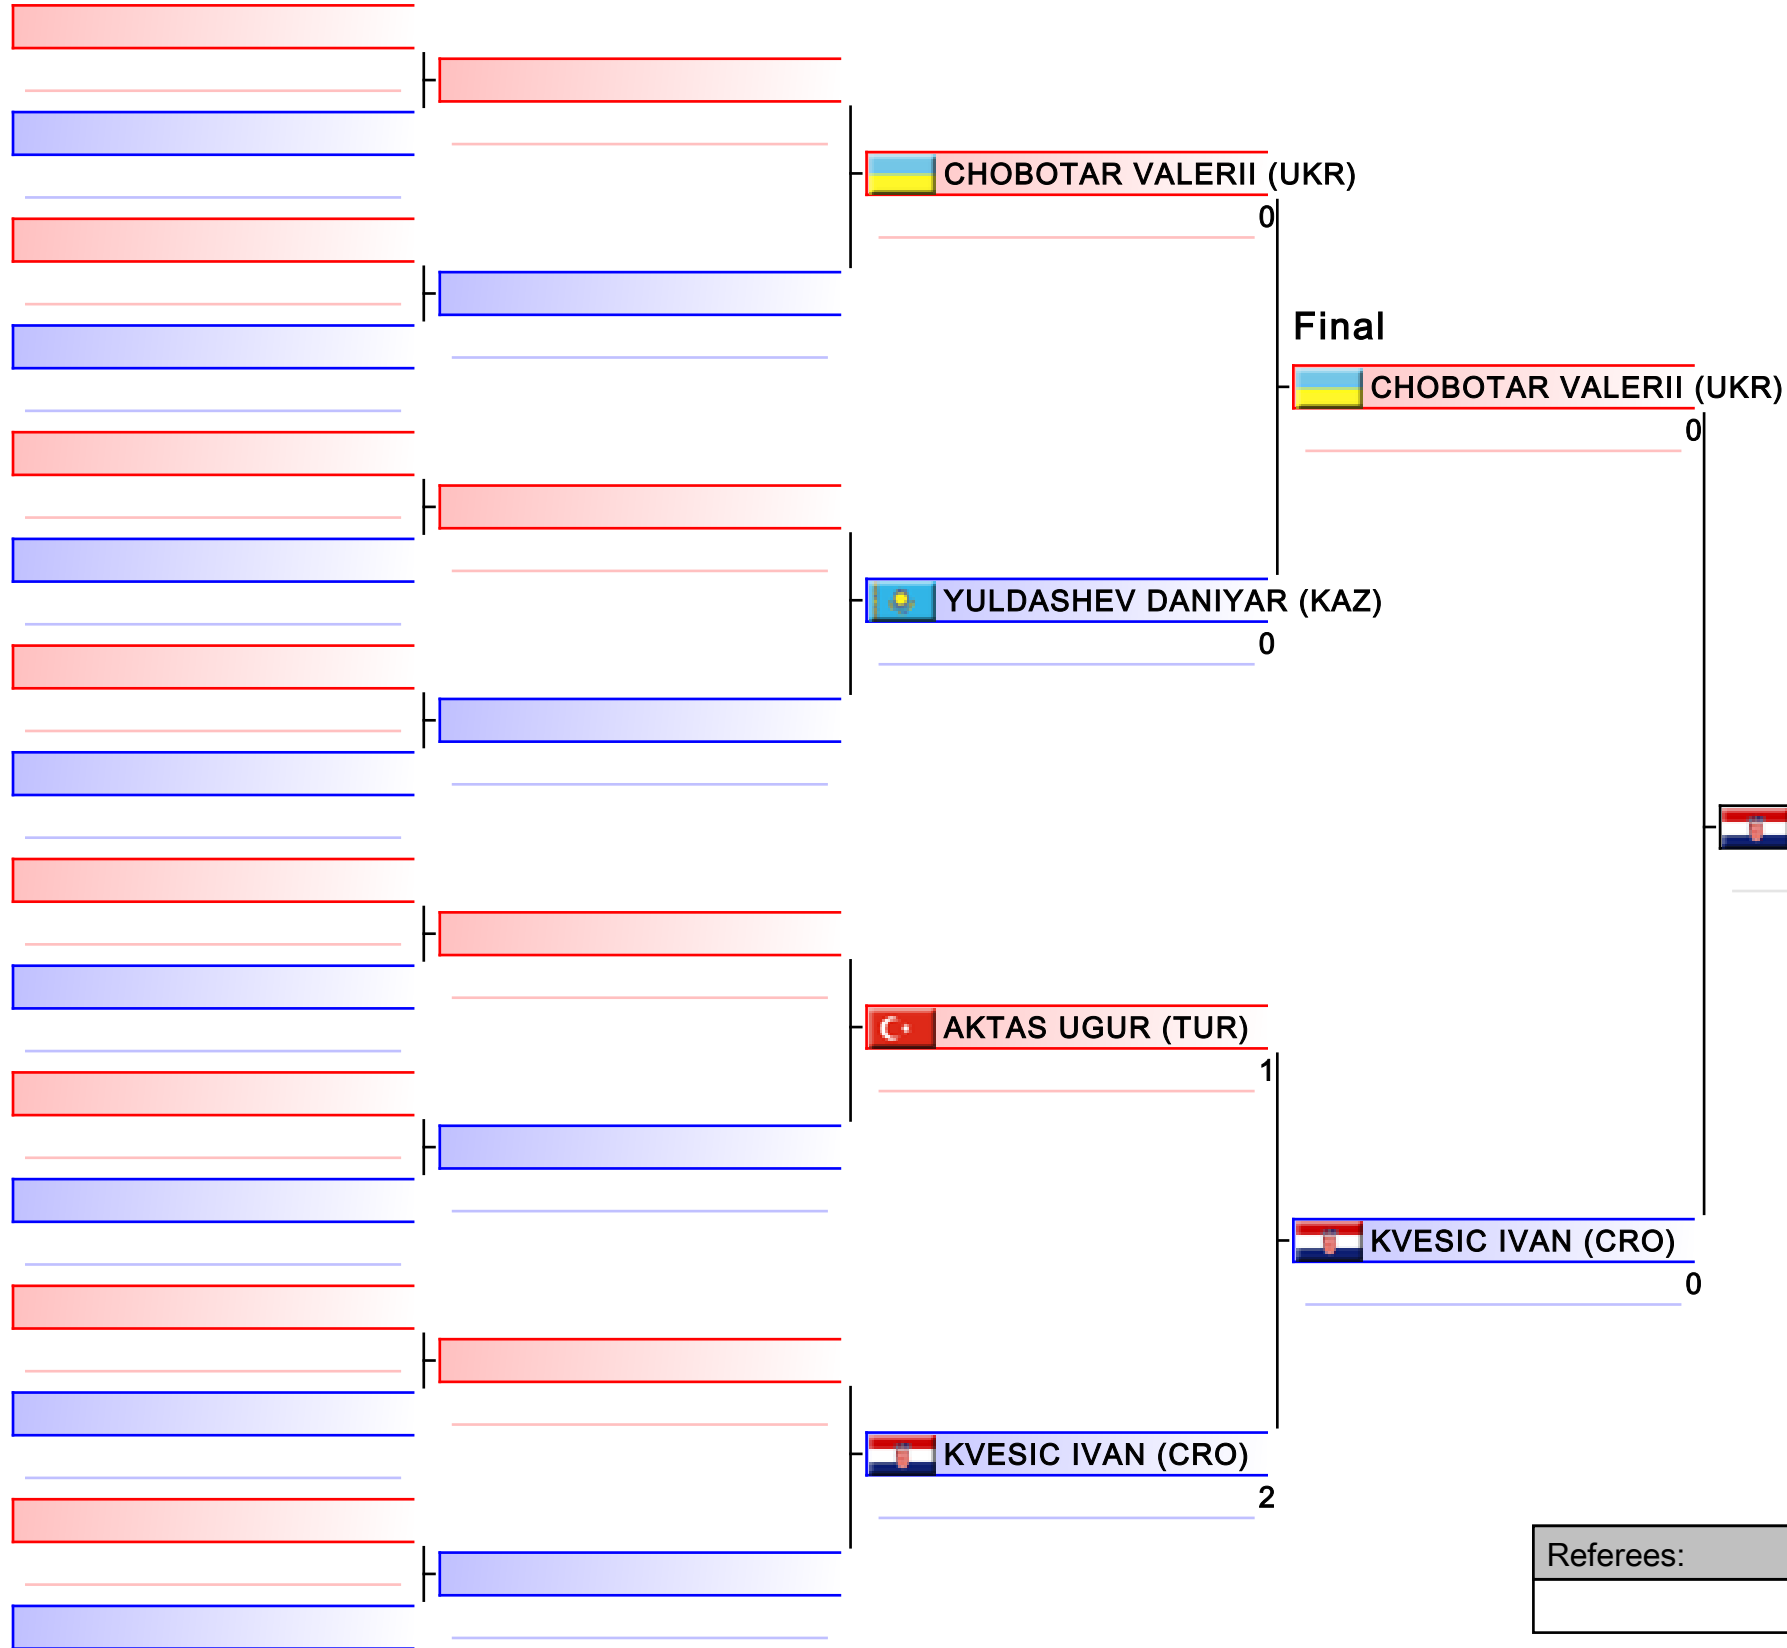 CHOBOTAR VALERII (UKR)
0
Final
CHOBOTAR VALERII (UKR)
0
YULDASHEV DANIYAR (KAZ)
0
AKTAS UGUR (TUR)
1
KVESIC IVAN (CRO)
0
KVESIC IVAN (CRO)
2
Referees: